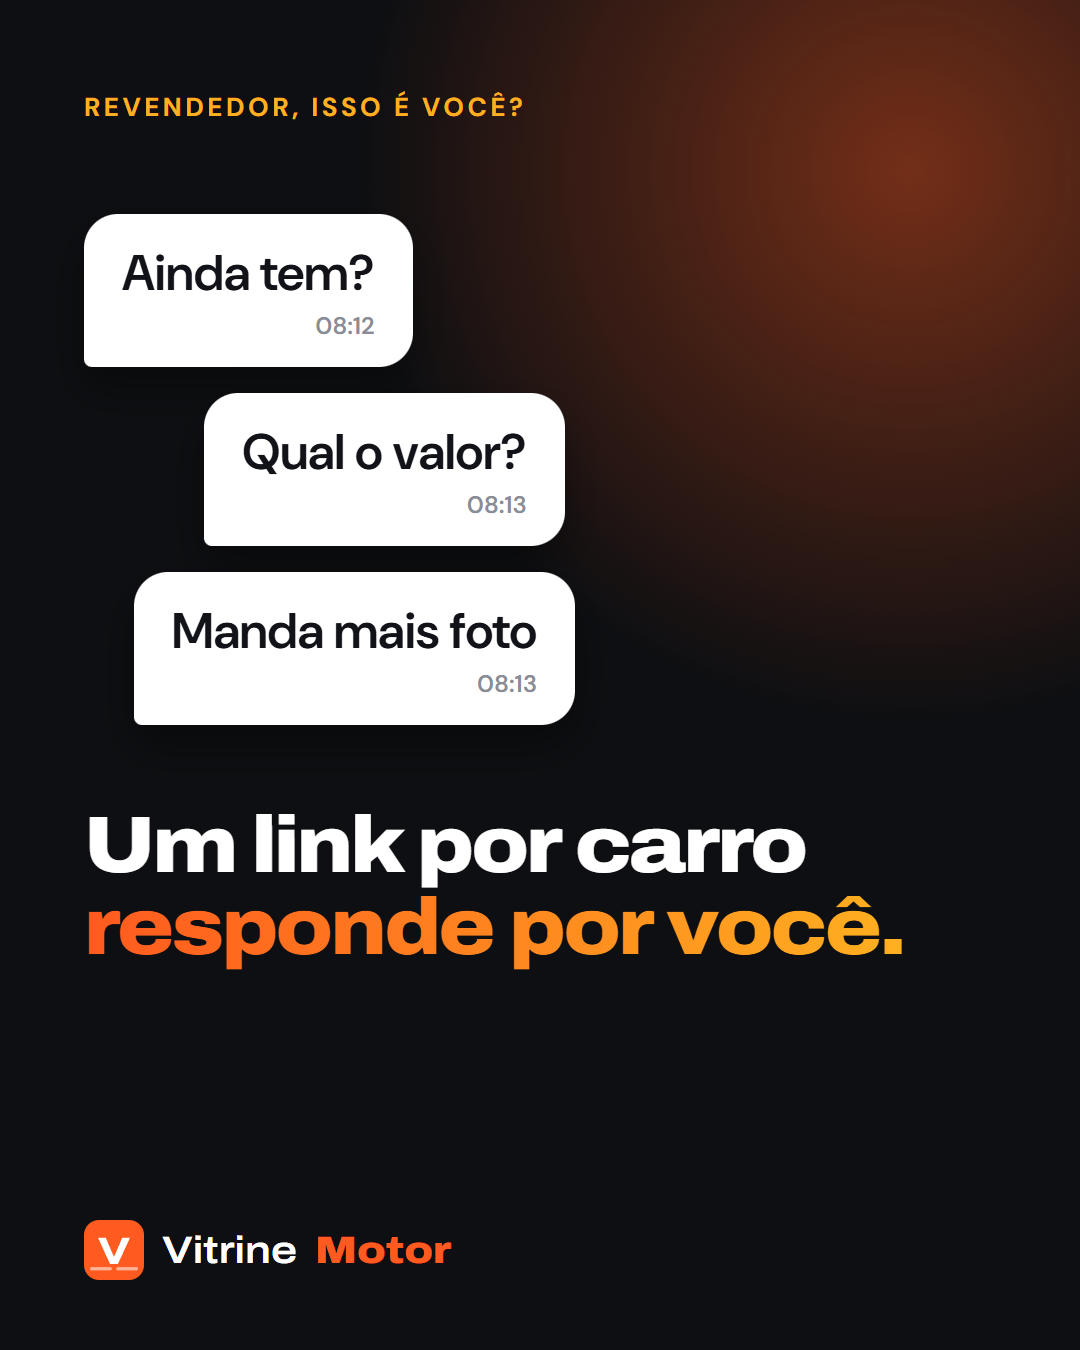 REVENDEDOR, ISSO É VOCÊ?
Ainda tem?
08:12
Qual o valor?
08:13
Manda mais foto
08:13
Um link por carro
responde por você.
V Vitrine Motor